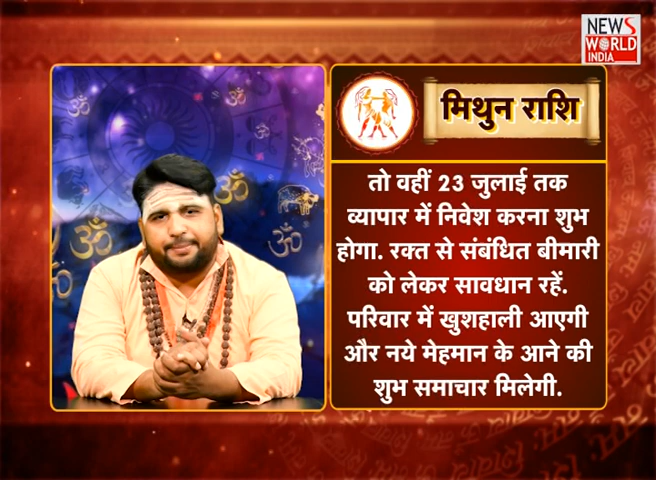 NEWS
WORLD
INDIA
मिथुन राशि
तो वहीं 23 जुलाई तक
व्यापार में निवेश करना शुभ
होगा. रक्त से संबंधित बीमारी
को लेकर सावधान रहें.
परिवार में खुशहाली आएगी
और नये मेहमान के आने की
शुभ समाचार मिलेगी.